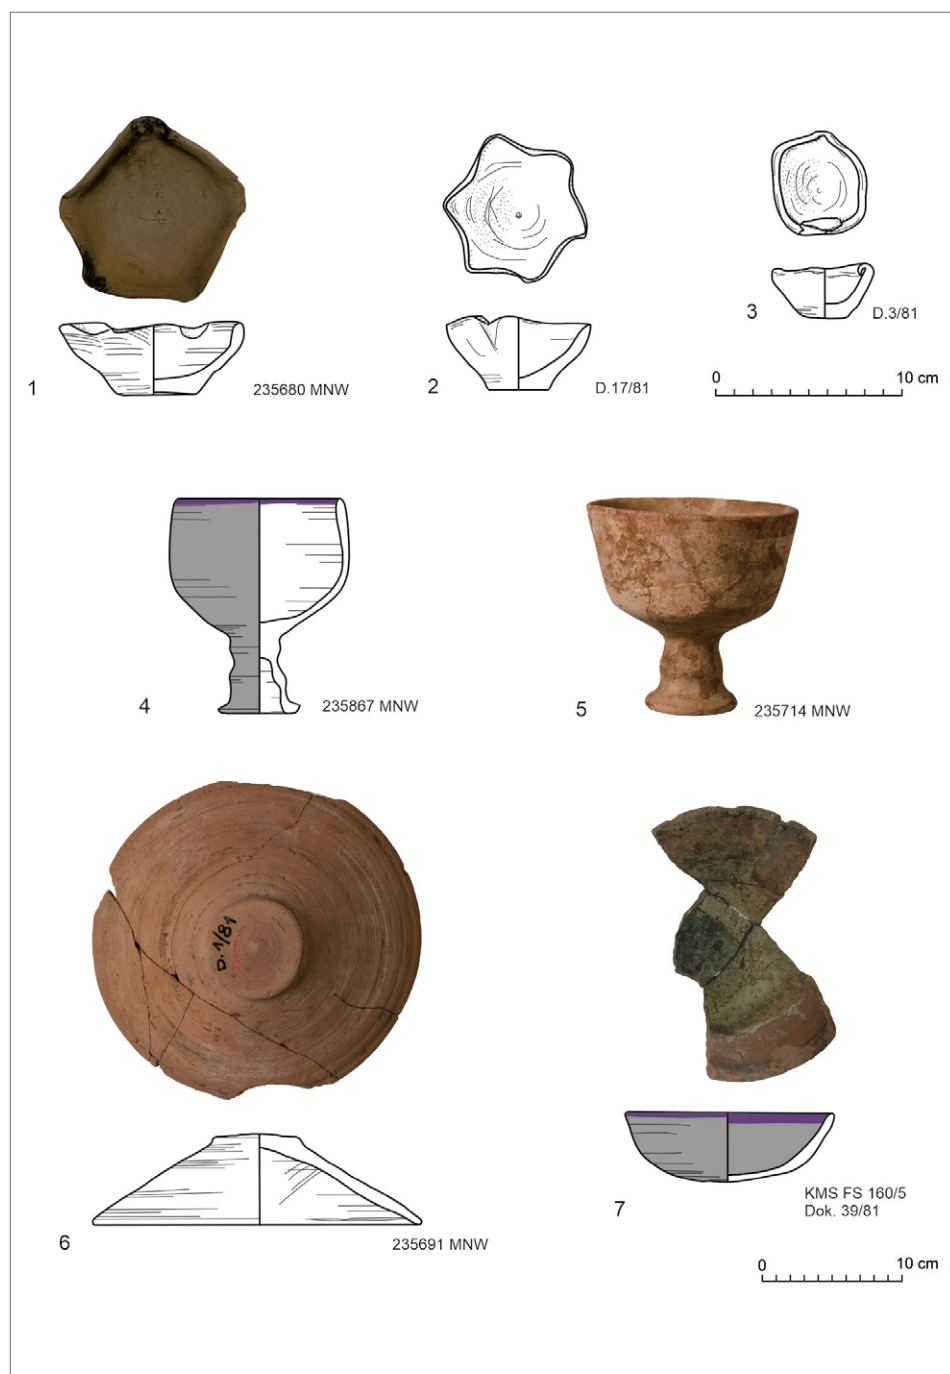 1
235680 MNW
2
D.17/81
3
D.3/81
0 10 cm
4
235867 MNW
5
235714 MNW
D.1/81
6
235691 MNW
7
KMS FS 160/5
Dok. 39/81
0 10 cm